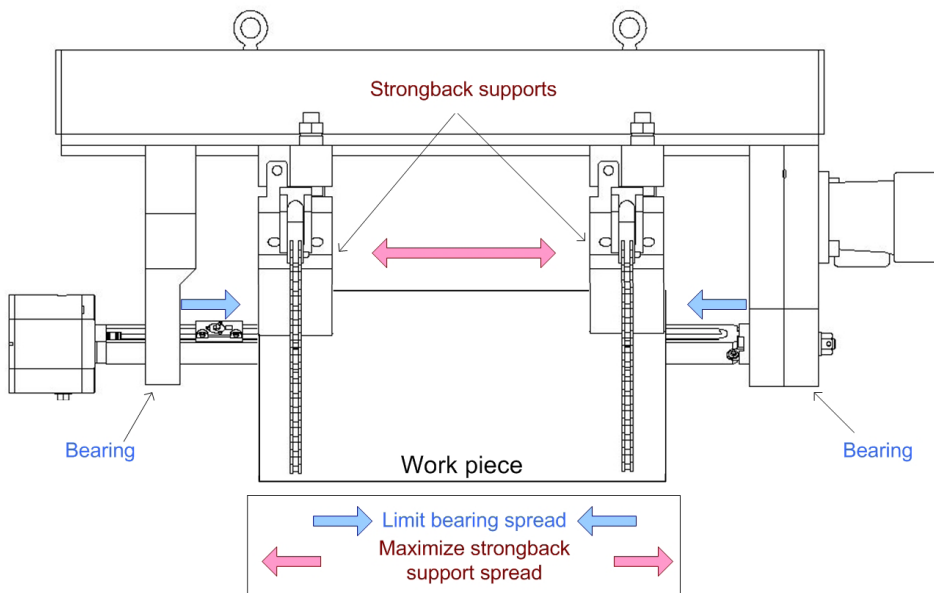 Strongback supports
Bearing
Bearing
Work piece
Limit bearing spread
Maximize strongback
support spread